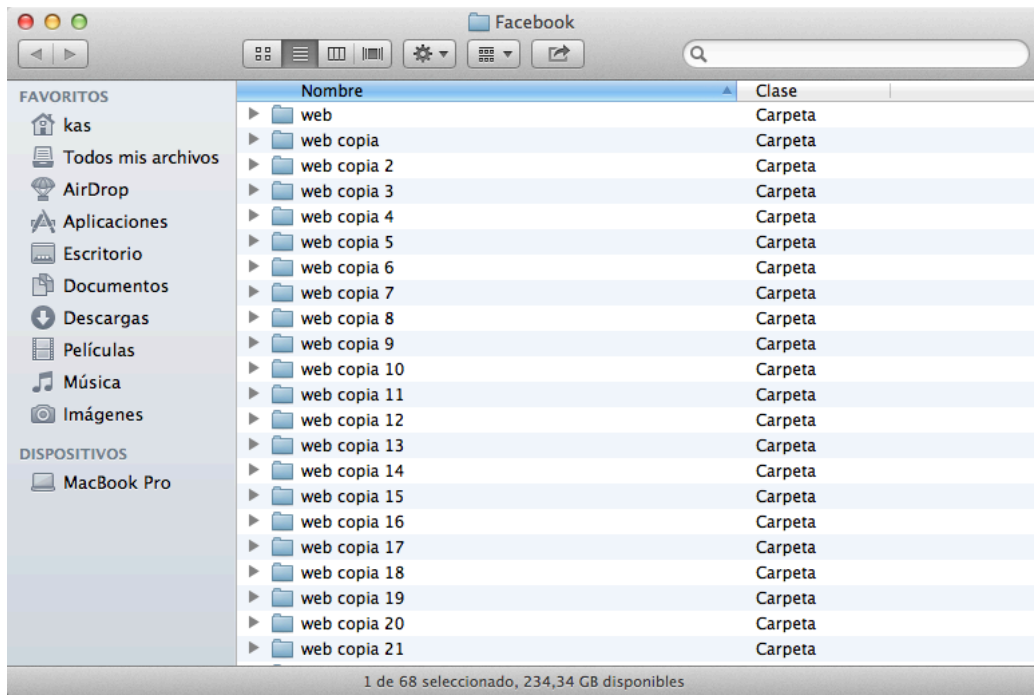 Facebook
FAVORITOS
kas
Todos mis archivos
AirDrop
Aplicaciones
Escritorio
Documentos
Descargas
Películas
Música
Imágenes
DISPOSITIVOS
MacBook Pro
Nombre Clase
web Carpeta
web copia Carpeta
web copia 2 Carpeta
web copia 3 Carpeta
web copia 4 Carpeta
web copia 5 Carpeta
web copia 6 Carpeta
web copia 7 Carpeta
web copia 8 Carpeta
web copia 9 Carpeta
web copia 10 Carpeta
web copia 11 Carpeta
web copia 12 Carpeta
web copia 13 Carpeta
web copia 14 Carpeta
web copia 15 Carpeta
web copia 16 Carpeta
web copia 17 Carpeta
web copia 18 Carpeta
web copia 19 Carpeta
web copia 20 Carpeta
web copia 21 Carpeta
1 de 68 seleccionado, 234,34 GB disponibles